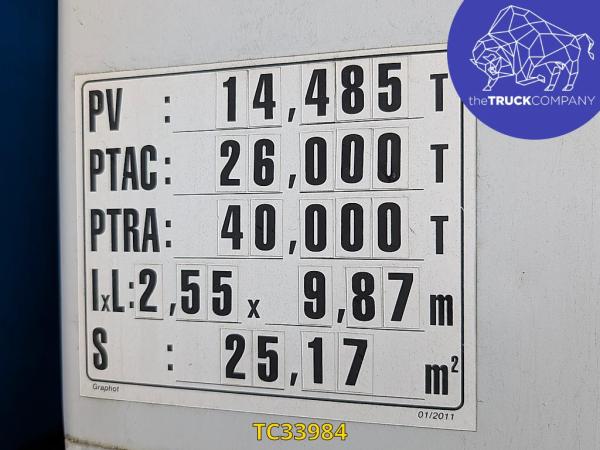 theTRUCKCOMPANY
PV : 14,485 T
PTAC: 26,000 T
PTRA: 40,000 T
lxL:2,55 x 9,87 m
S : 25,17 m²
Graphof
01/2011
TC33984